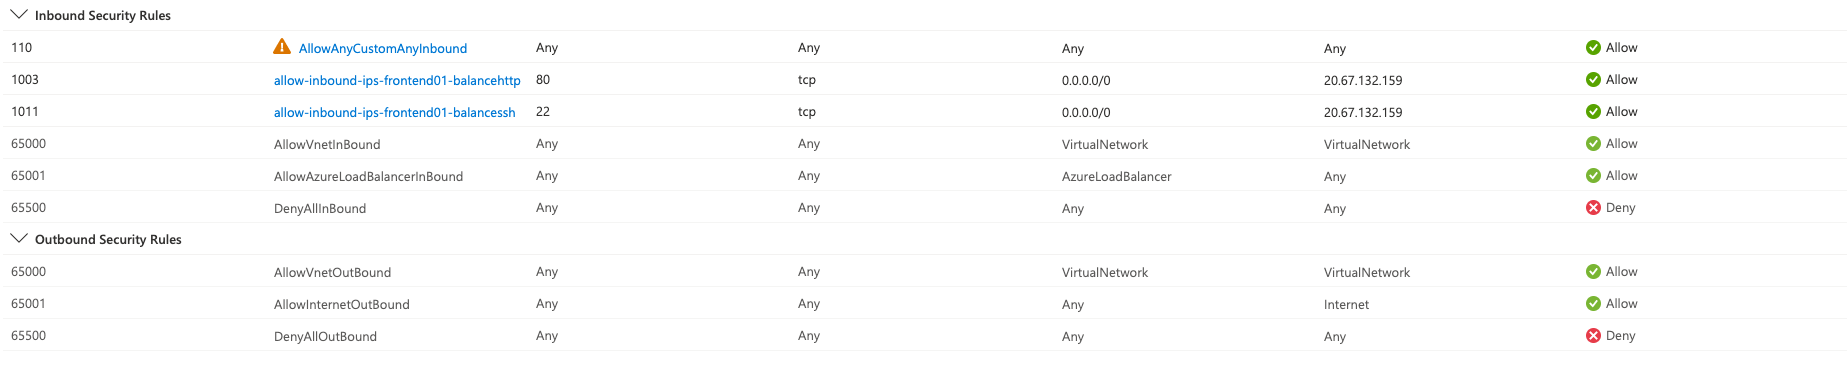 Inbound Security Rules
110 AllowAnyCustomAnyInbound Any Any Any Any Allow
1003 allow-inbound-ips-frontend01-balancehttp 80 tcp 0.0.0.0/0 20.67.132.159 Allow
1011 allow-inbound-ips-frontend01-balancessh 22 tcp 0.0.0.0/0 20.67.132.159 Allow
65000 AllowVnetInBound Any Any VirtualNetwork VirtualNetwork Allow
65001 AllowAzureLoadBalancerInBound Any Any AzureLoadBalancer Any Allow
65500 DenyAllInBound Any Any Any Any Deny
Outbound Security Rules
65000 AllowVnetOutBound Any Any VirtualNetwork VirtualNetwork Allow
65001 AllowInternetOutBound Any Any Any Internet Allow
65500 DenyAllOutBound Any Any Any Any Deny